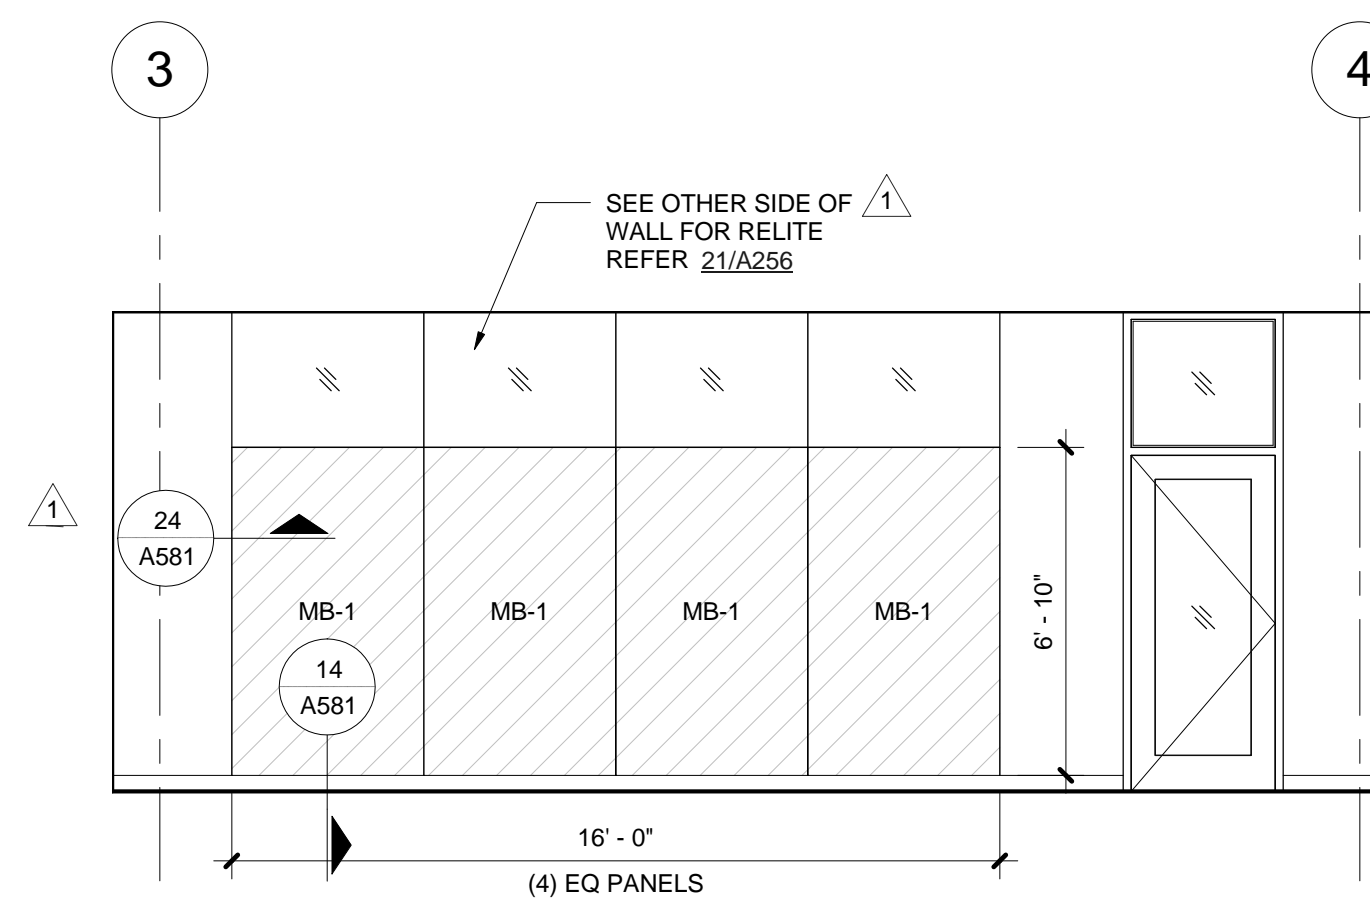 3
4
SEE OTHER SIDE OF
1
WALL FOR RELITE
REFER 21/A256
1
24
A581
MB-1
MB-1
MB-1
MB-1
6' - 10"
14
A581
16' - 0"
(4) EQ PANELS